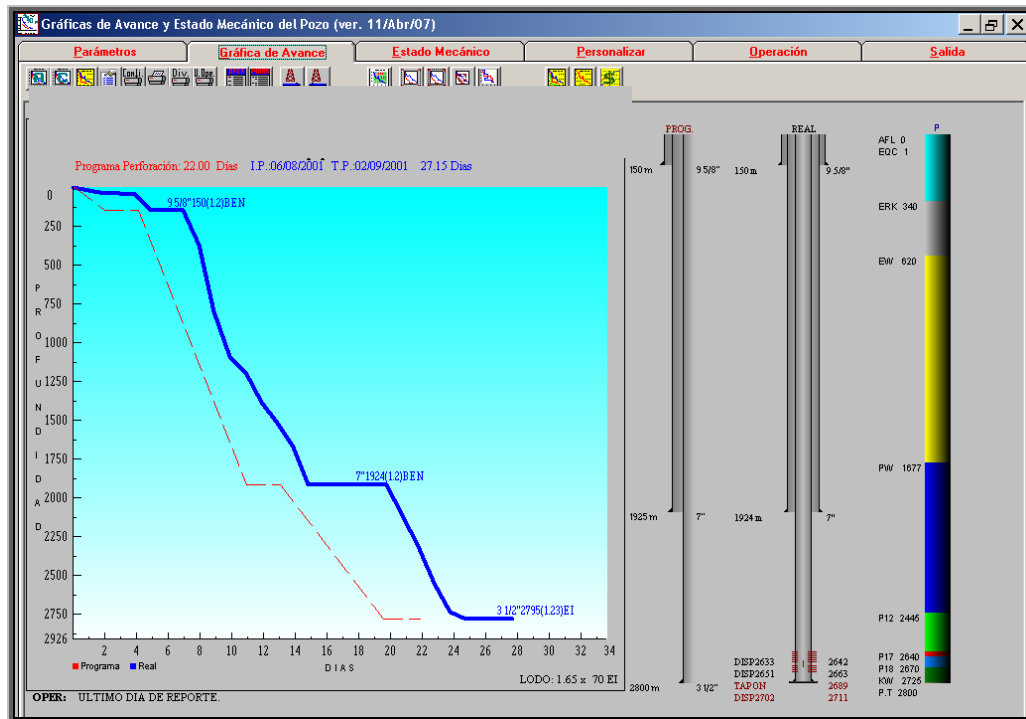 Gráficas de Avance y Estado Mecánico del Pozo (ver. 11/Abr/07)
Parámetros Gráfica de Avance Estado Mecánico Personalizar Operación Salida
Conf. Div. U.Ope.
Programa Perforación: 22.00 Días I.P.:06/08/2001 T.P.:02/09/2001 27.15 Dias
PROFUNDIDAD
0
250
500
750
1000
1250
1500
1750
2000
2250
2500
2750
2926
9 5/8"150(1.2)BEN
7"1924(1.2)BEN
3 1/2"2795(1.23)EI
2 4 6 8 10 12 14 16 18 20 22 24 26 28 30 32 34
DIAS
Programa Real
LODO: 1.65 x 70 EI
OPER: ULTIMO DIA DE REPORTE.
PROG.
150 m 9 5/8"
1925 m 7"
2800 m 3 1/2"
REAL
150 m 9 5/8"
1924 m 7"
DISP2633 2642
DISP2651 2663
TAPON 2689
DISP2702 2711
P
AFL 0
EOC 1
ERK 340
EW 620
PW 1677
P12 2445
P17 2640
P18 2670
KW 2725
P.T 2800